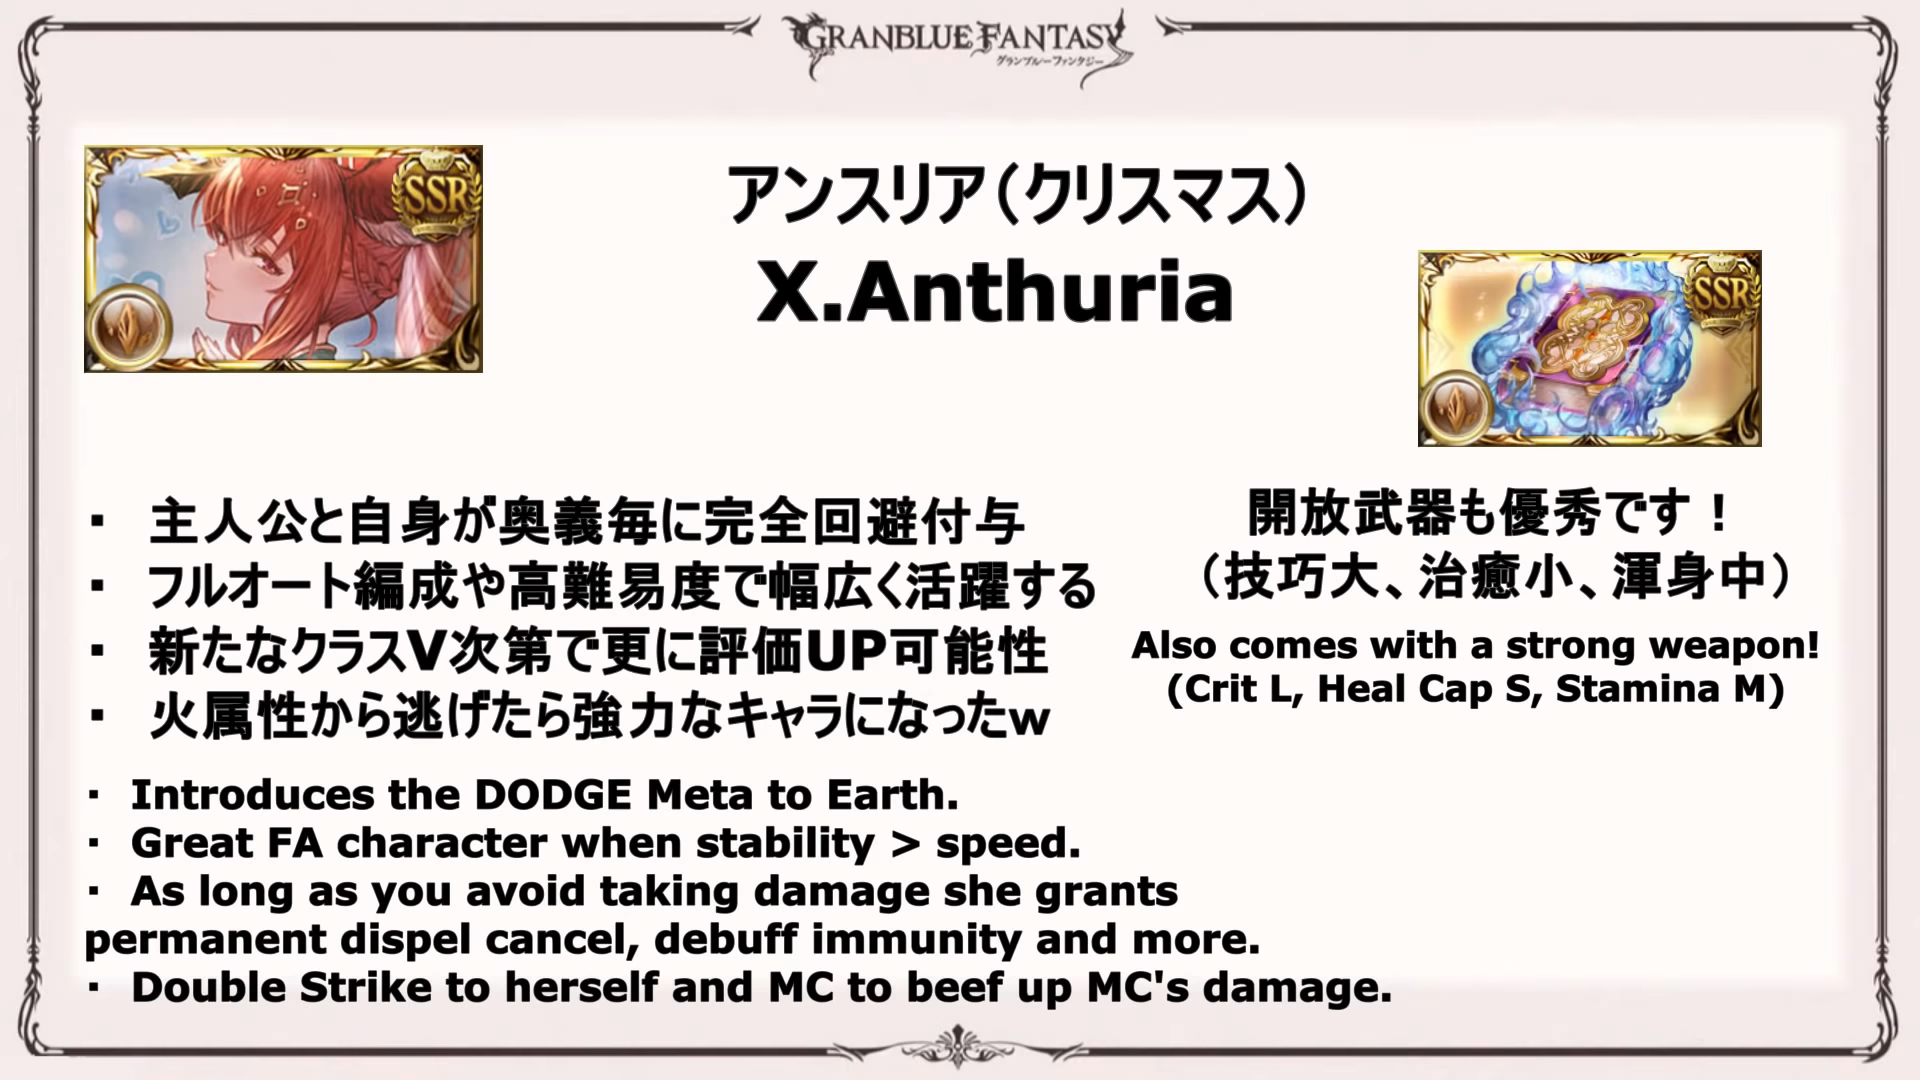 GRANBLUE FANTASY
グランブルーファンタジー
SSR
アンスリア（クリスマス）
X.Anthuria
SSR
・ 主人公と自身が奥義毎に完全回避付与
・ フルオート編成や高難易度で幅広く活躍する
・ 新たなクラスV次第で更に評価UP可能性
・ 火属性から逃げたら強力なキャラになったw
開放武器も優秀です！
（技巧大、治癒小、渾身中）
Also comes with a strong weapon!
(Crit L, Heal Cap S, Stamina M)
・ Introduces the DODGE Meta to Earth.
・ Great FA character when stability > speed.
・ As long as you avoid taking damage she grants
permanent dispel cancel, debuff immunity and more.
・ Double Strike to herself and MC to beef up MC's damage.